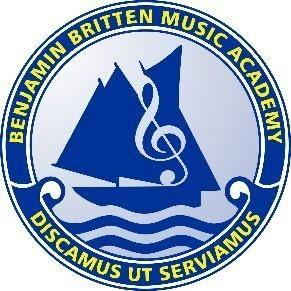 BENJAMIN BRITTEN MUSIC ACADEMY
DISCAMUS UT SERVIAMUS